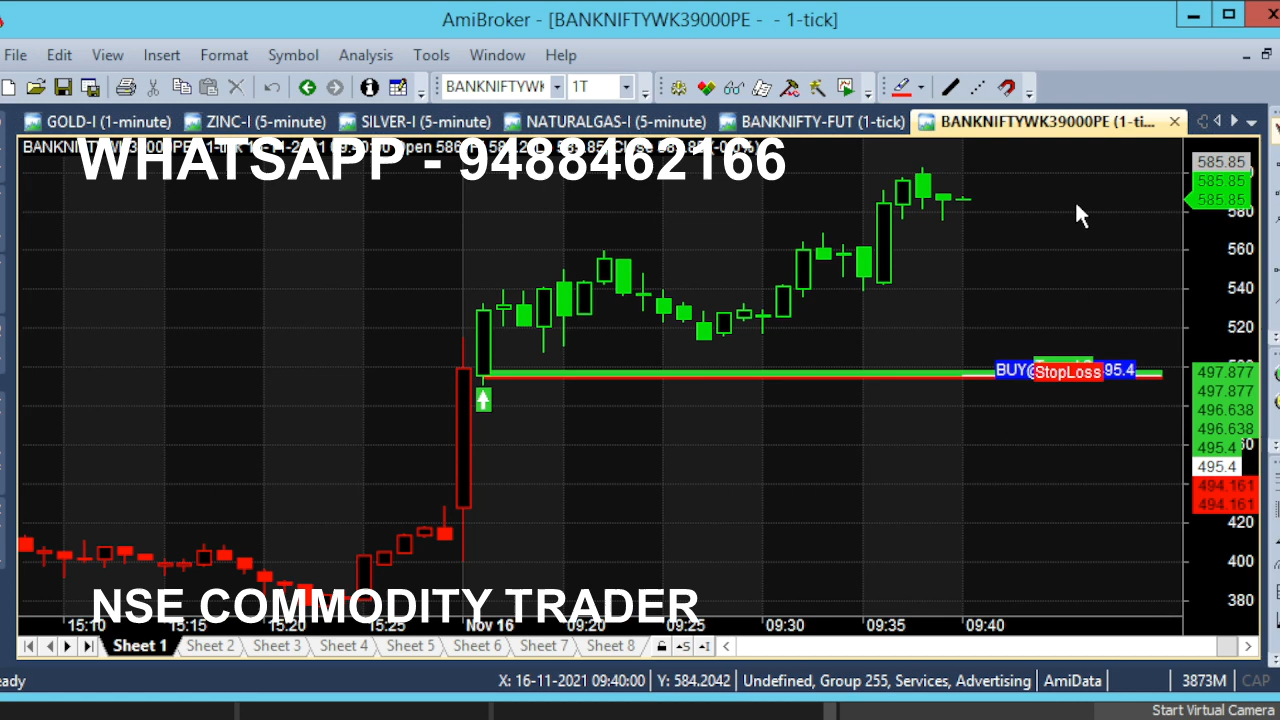 AmiBroker - [BANKNIFTYWK39000PE - - 1-tick]
File Edit View Insert Format Symbol Analysis Tools Window Help
BANKNIFTYWK 1T
GOLD-I (1-minute) ZINC-I (5-minute) SILVER-I (5-minute) NATURALGAS-I (5-minute) BANKNIFTY-FUT (1-tick) BANKNIFTYWK39000PE (1-ti...
WHATSAPP - 9488462166
585.85
585.85
585.85
580
560
540
520
BUY@ StopLoss 95.4
497.877
497.877
496.638
496.638
495.4
495.4
494.161
494.161
420
400
380
NSE COMMODITY TRADER
15:10 15:15 15:20 15:25 Nov 16 09:20 09:25 09:30 09:35 09:40
Sheet 1 Sheet 2 Sheet 3 Sheet 4 Sheet 5 Sheet 6 Sheet 7 Sheet 8
eady X: 16-11-2021 09:40:00 Y: 584.2042 Undefined, Group 255, Services, Advertising AmiData 3873M CAP
Start Virtual Camera